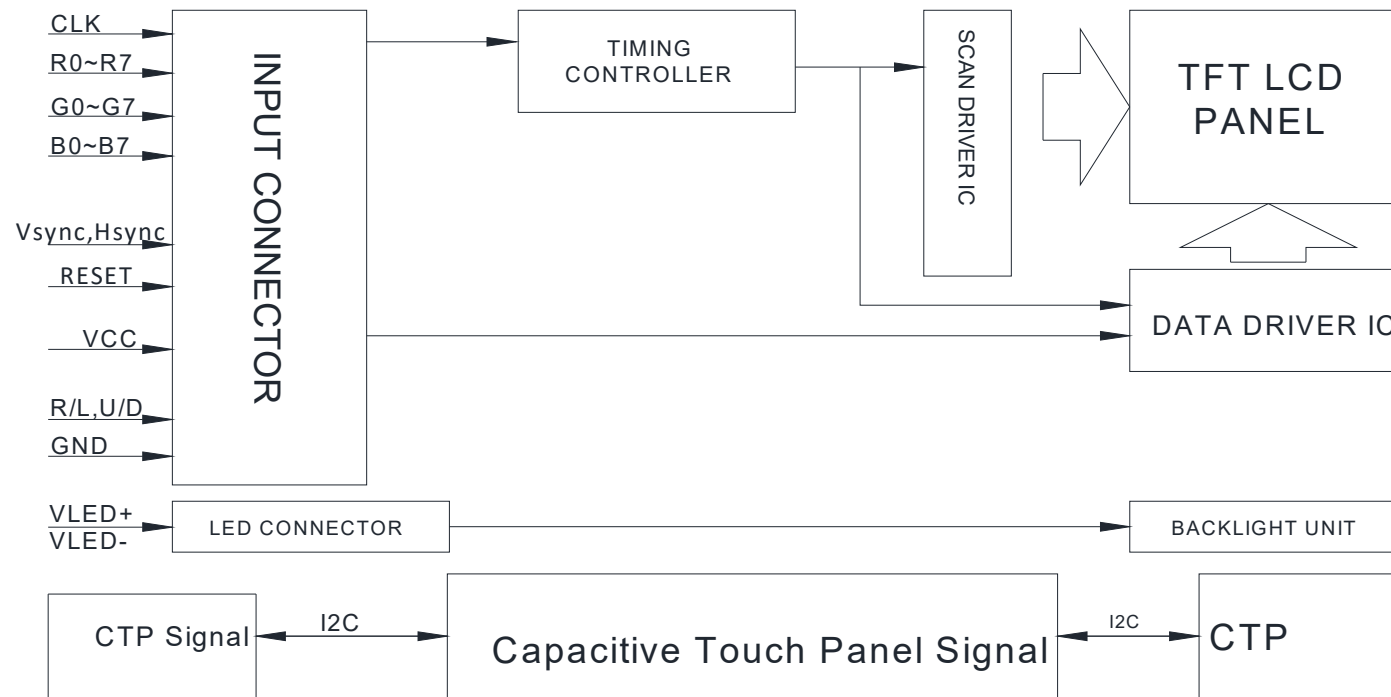 CLK
R0~R7
G0~G7
B0~B7
Vsync,Hsync
RESET
VCC
R/L,U/D
GND
INPUT CONNECTOR
TIMING
CONTROLLER
SCAN DRIVER IC
TFT LCD
PANEL
DATA DRIVER IC
VLED+
VLED-
LED CONNECTOR
BACKLIGHT UNIT
CTP Signal
I2C
Capacitive Touch Panel Signal
I2C
CTP